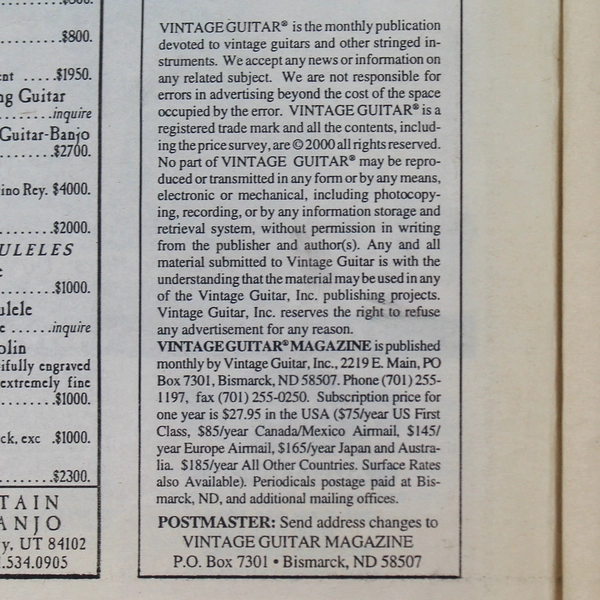 $800.
ent .....$1950.
ng Guitar
..........inquire
Guitar-Banjo
..........$2700.
ino Rey. $4000.
..........$2000.
ULELES
..........$1000.
ulele
e ......inquire
olin
ifully engraved
extremely fine
..........$1000.
ck, exc .$1000.
..........$2300.
TAIN
ANJO
y, UT 84102
.534.0905
VINTAGE GUITAR® is the monthly publication
devoted to vintage guitars and other stringed in-
struments. We accept any news or information on
any related subject. We are not responsible for
errors in advertising beyond the cost of the space
occupied by the error. VINTAGE GUITAR® is a
registered trade mark and all the contents, includ-
ing the price survey, are © 2000 all rights reserved.
No part of VINTAGE GUITAR® may be repro-
duced or transmitted in any form or by any means,
electronic or mechanical, including photocopy-
ing, recording, or by any information storage and
retrieval system, without permission in writing
from the publisher and author(s). Any and all
material submitted to Vintage Guitar is with the
understanding that the material may be used in any
of the Vintage Guitar, Inc. publishing projects.
Vintage Guitar, Inc. reserves the right to refuse
any advertisement for any reason.
VINTAGE GUITAR® MAGAZINE is published
monthly by Vintage Guitar, Inc., 2219 E. Main, PO
Box 7301, Bismarck, ND 58507. Phone (701) 255-
1197, fax (701) 255-0250. Subscription price for
one year is $27.95 in the USA ($75/year US First
Class, $85/year Canada/Mexico Airmail, $145/
year Europe Airmail, $165/year Japan and Austra-
lia. $185/year All Other Countries. Surface Rates
also Available). Periodicals postage paid at Bis-
marck, ND, and additional mailing offices.
POSTMASTER: Send address changes to
VINTAGE GUITAR MAGAZINE
P.O. Box 7301 • Bismarck, ND 58507